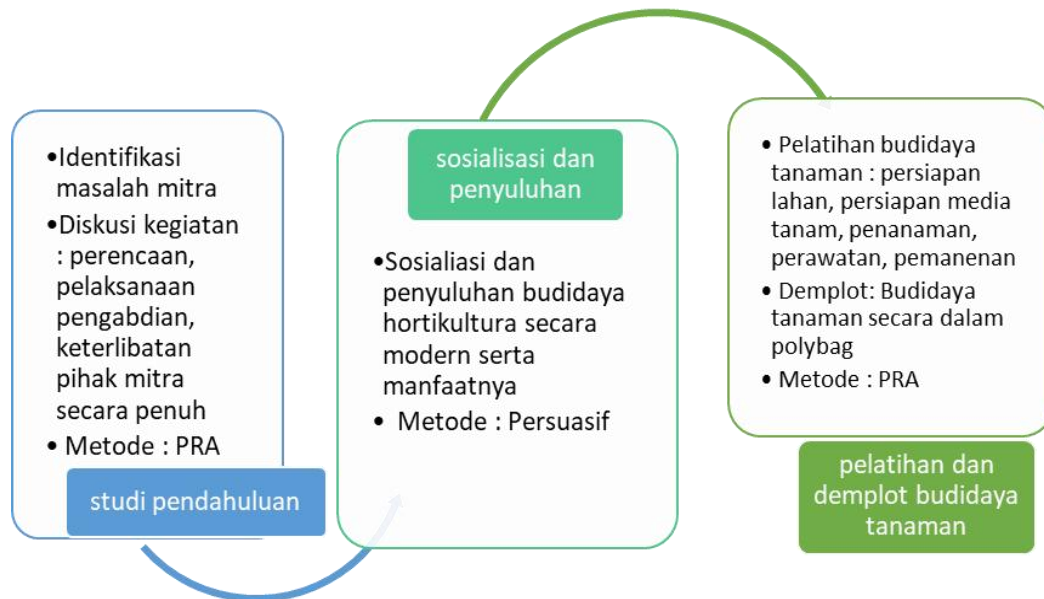 •Identifikasi
masalah mitra
•Diskusi kegiatan
: perencaan,
pelaksanaan
pengabdian,
keterlibatan
pihak mitra
secara penuh
• Metode : PRA
studi pendahuluan
sosialisasi dan
penyuluhan
•Sosialiasi dan
penyuluhan budidaya
hortikultura secara
modern serta
manfaatnya
• Metode : Persuasif
• Pelatihan budidaya
tanaman : persiapan
lahan, persiapan media
tanam, penanaman,
perawatan, pemanenan
• Demplot: Budidaya
tanaman secara dalam
polybag
• Metode : PRA
pelatihan dan
demplot budidaya
tanaman